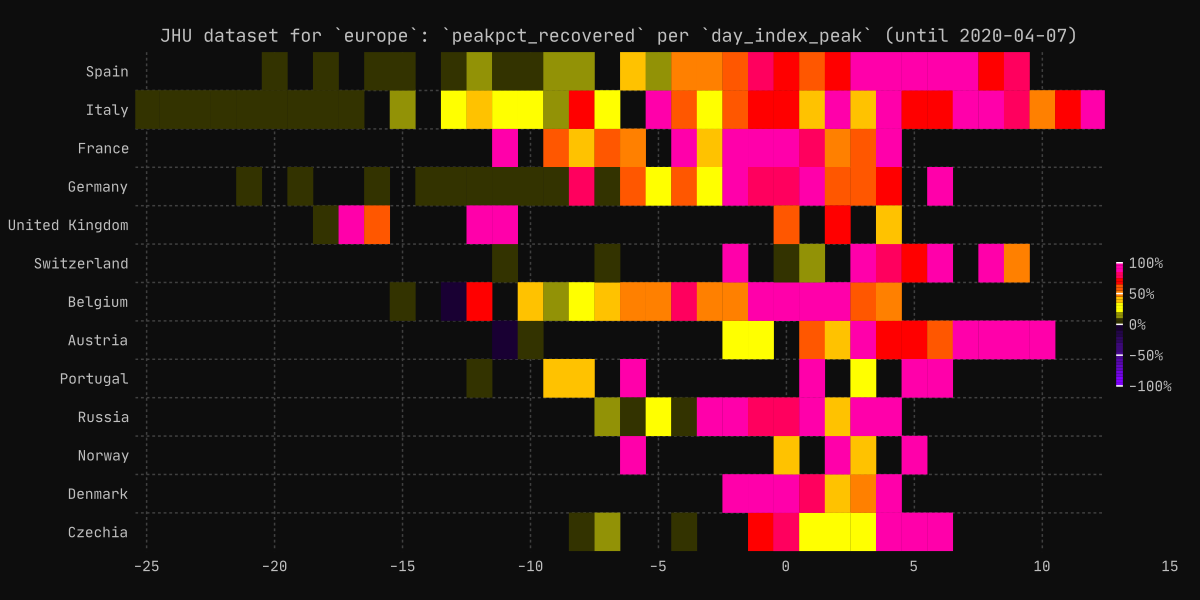 JHU dataset for `europe`: `peakpct_recovered` per `day_index_peak` (until 2020-04-07)
Spain
Italy
France
Germany
United Kingdom
Switzerland
Belgium
Austria
Portugal
Russia
Norway
Denmark
Czechia
100%
50%
0%
-50%
-100%
-25 -20 -15 -10 -5 0 5 10 15